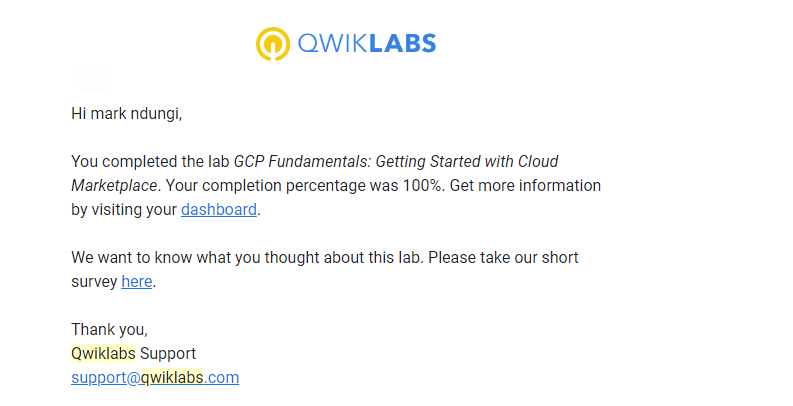 QWIKLABS
Hi mark ndungi,
You completed the lab GCP Fundamentals: Getting Started with Cloud
Marketplace. Your completion percentage was 100%. Get more information
by visiting your dashboard.
We want to know what you thought about this lab. Please take our short
survey here.
Thank you,
Qwiklabs Support
support@qwiklabs.com